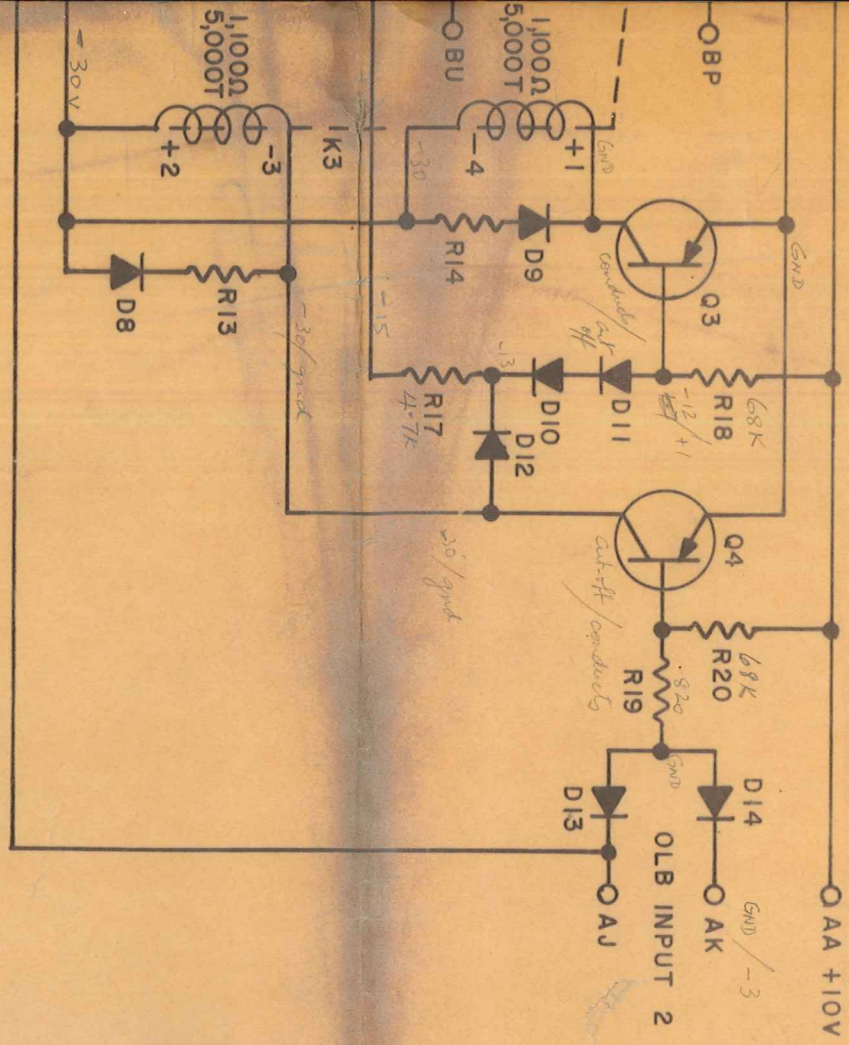 BP
BU
1,100Ω
5,000T
1,100Ω
5,000T
-30V
+2
-3
K3
-4
+1
GND
-30
GND
R14
D9
conducts/
cut
off
Q3
D8
R13
-30/gnd
-15
-13
R17
4.7K
D10
D11
D12
-12/+1
R18
68K
-30/gnd
Q4
cut-off/conducts
R20
68K
R19
820
GND
D13
D14
OLB INPUT 2
AJ
AK
GND/-3
AA +10V